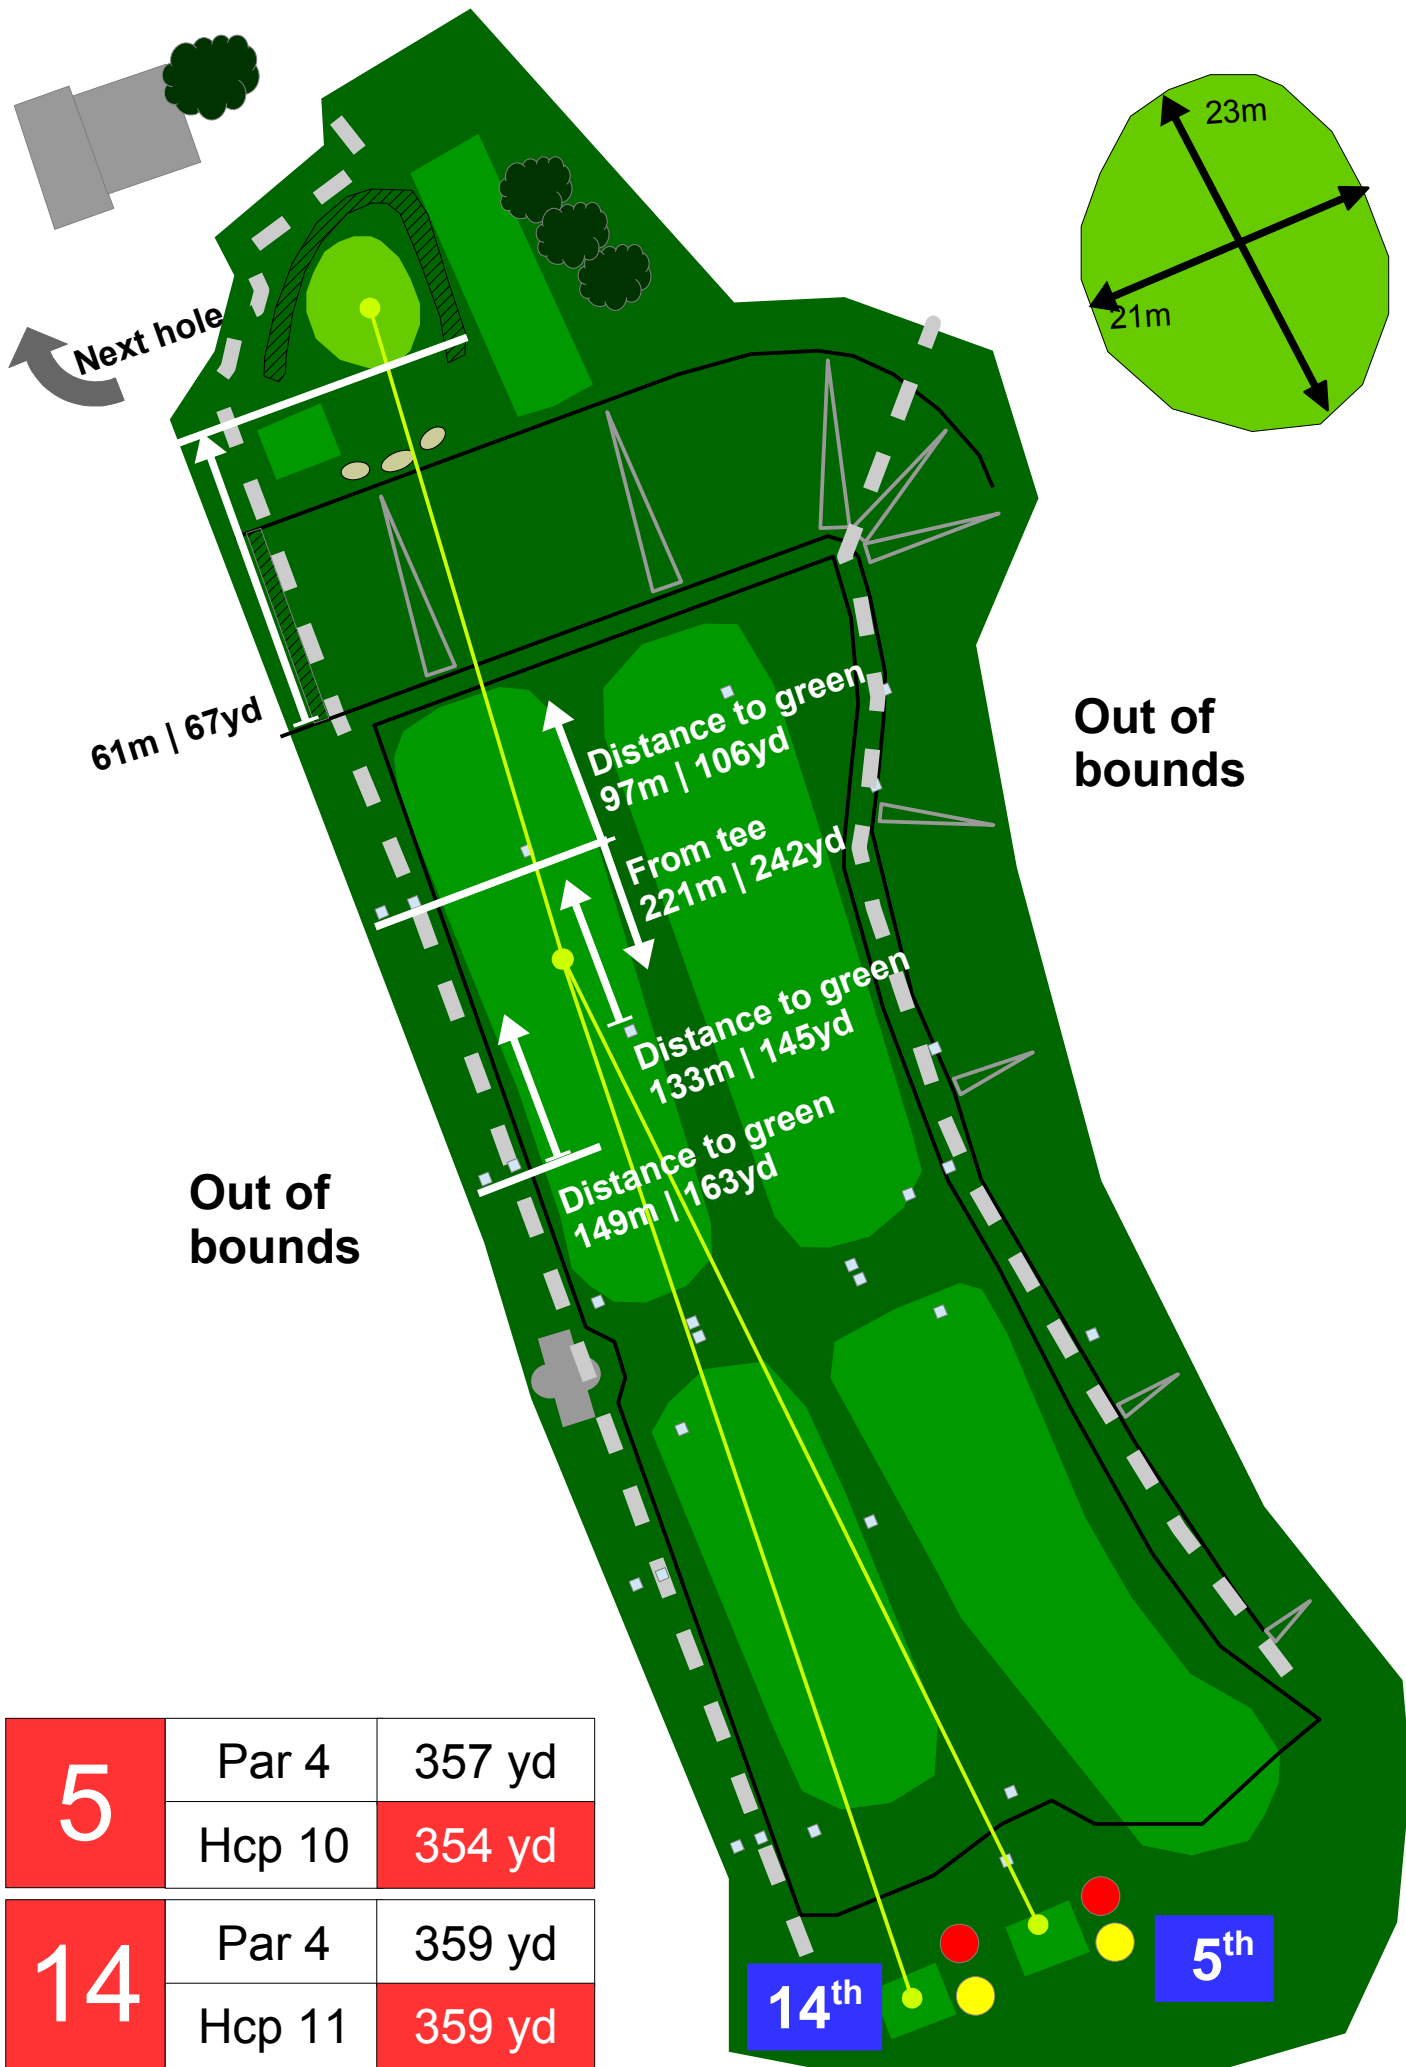 23m
21m
Next hole
61m | 67yd
Distance to green
97m | 106yd
From tee
221m | 242yd
Out of
bounds
Distance to green
133m | 145yd
Distance to green
149m | 163yd
Out of
bounds
5
Par 4
357 yd
Hcp 10
354 yd
14
Par 4
359 yd
Hcp 11
359 yd
14th
5th